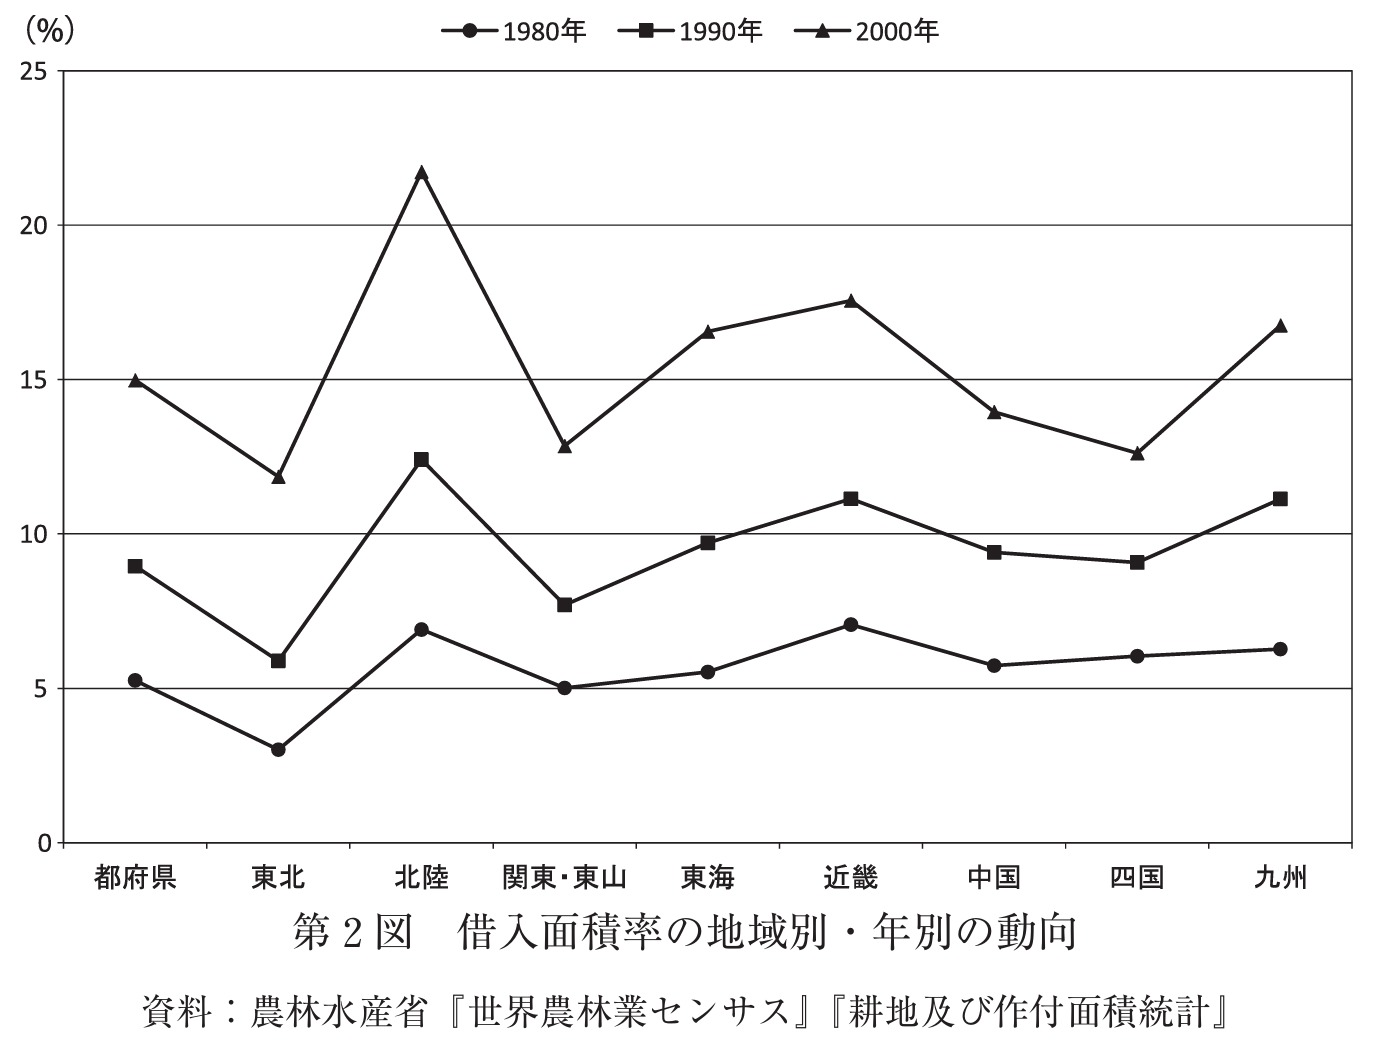 (%)
1980年 1990年 2000年
25
20
15
10
5
0
都府県 東北 北陸 関東・東山 東海 近畿 中国 四国 九州
第2図　借入面積率の地域別・年別の動向
資料：農林水産省『世界農林業センサス』『耕地及び作付面積統計』